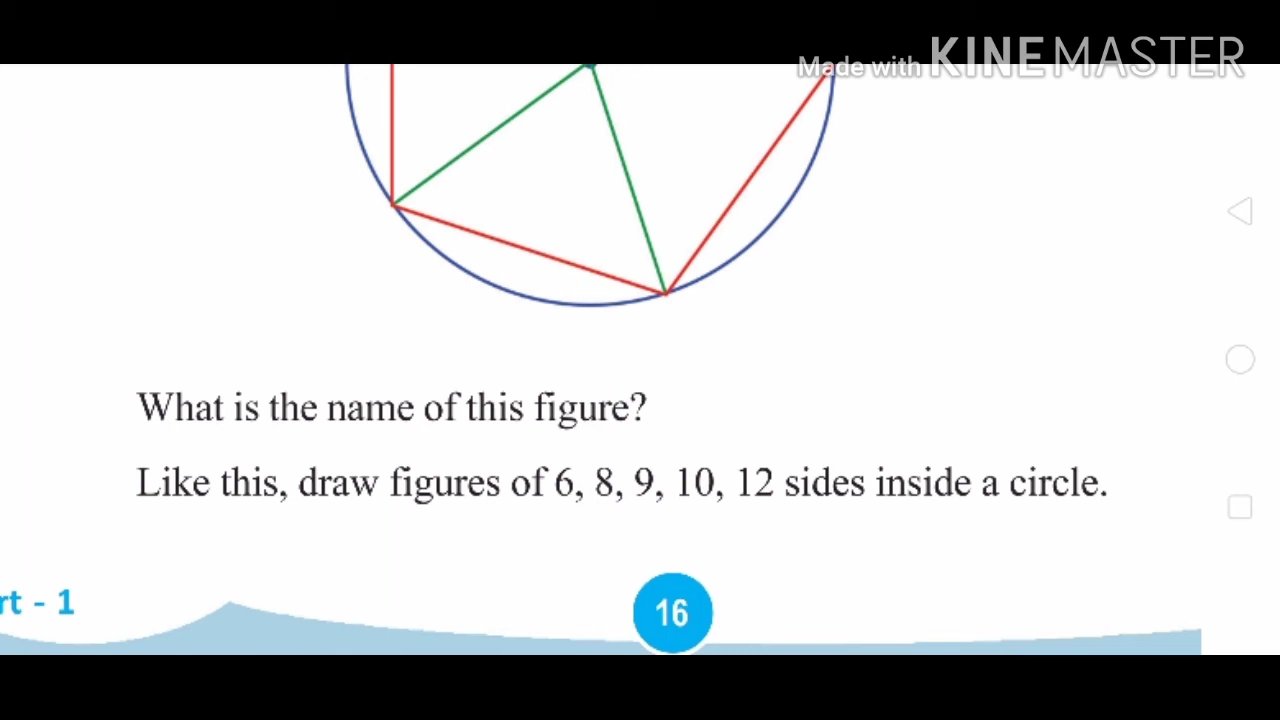 Made with KINEMASTER
What is the name of this figure?
Like this, draw figures of 6, 8, 9, 10, 12 sides inside a circle.
rt - 1
16